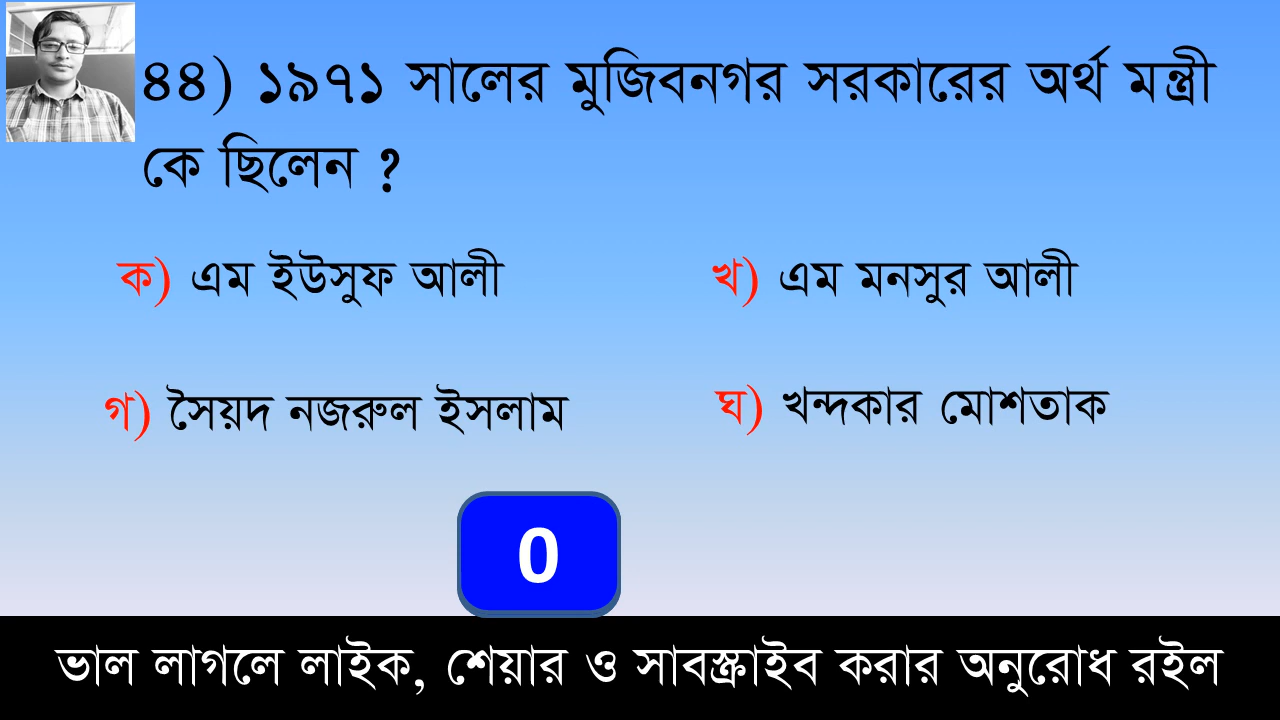 ৪৪) ১৯৭১ সালের মুজিবনগর সরকারের অর্থ মন্ত্রী
কে ছিলেন ?
ক) এম ইউসুফ আলী
খ) এম মনসুর আলী
গ) সৈয়দ নজরুল ইসলাম
ঘ) খন্দকার মোশতাক
0
ভাল লাগলে লাইক, শেয়ার ও সাবস্ক্রাইব করার অনুরোধ রইল